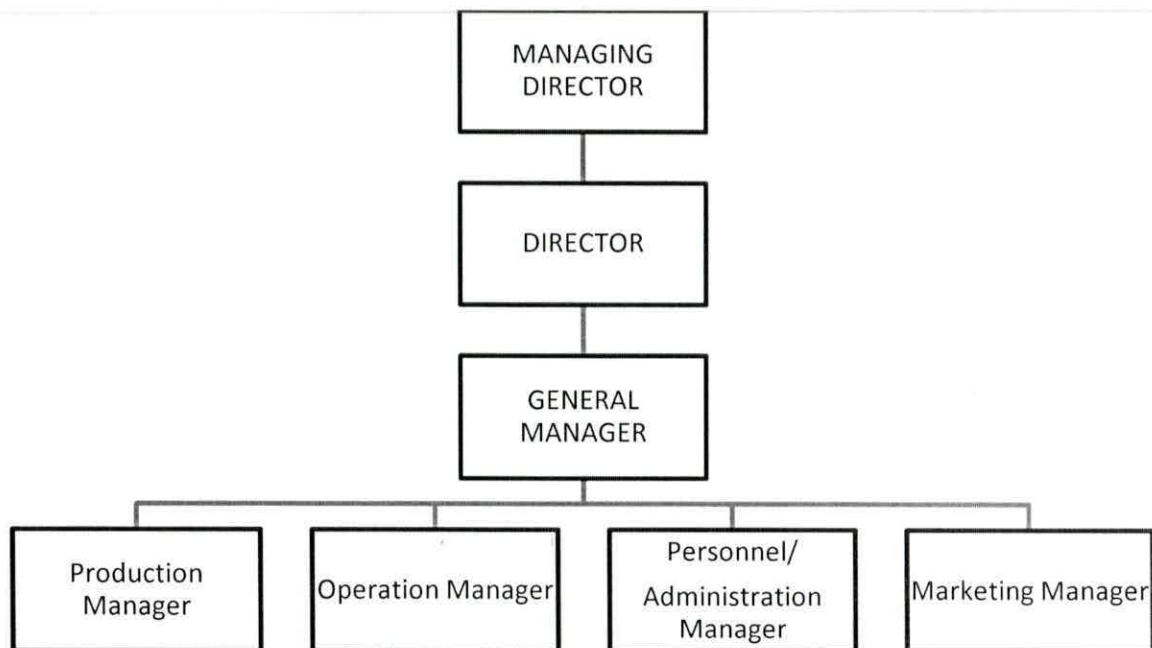 MANAGING
DIRECTOR
DIRECTOR
GENERAL
MANAGER
Production
Manager
Operation Manager
Personnel/
Administration
Manager
Marketing Manager